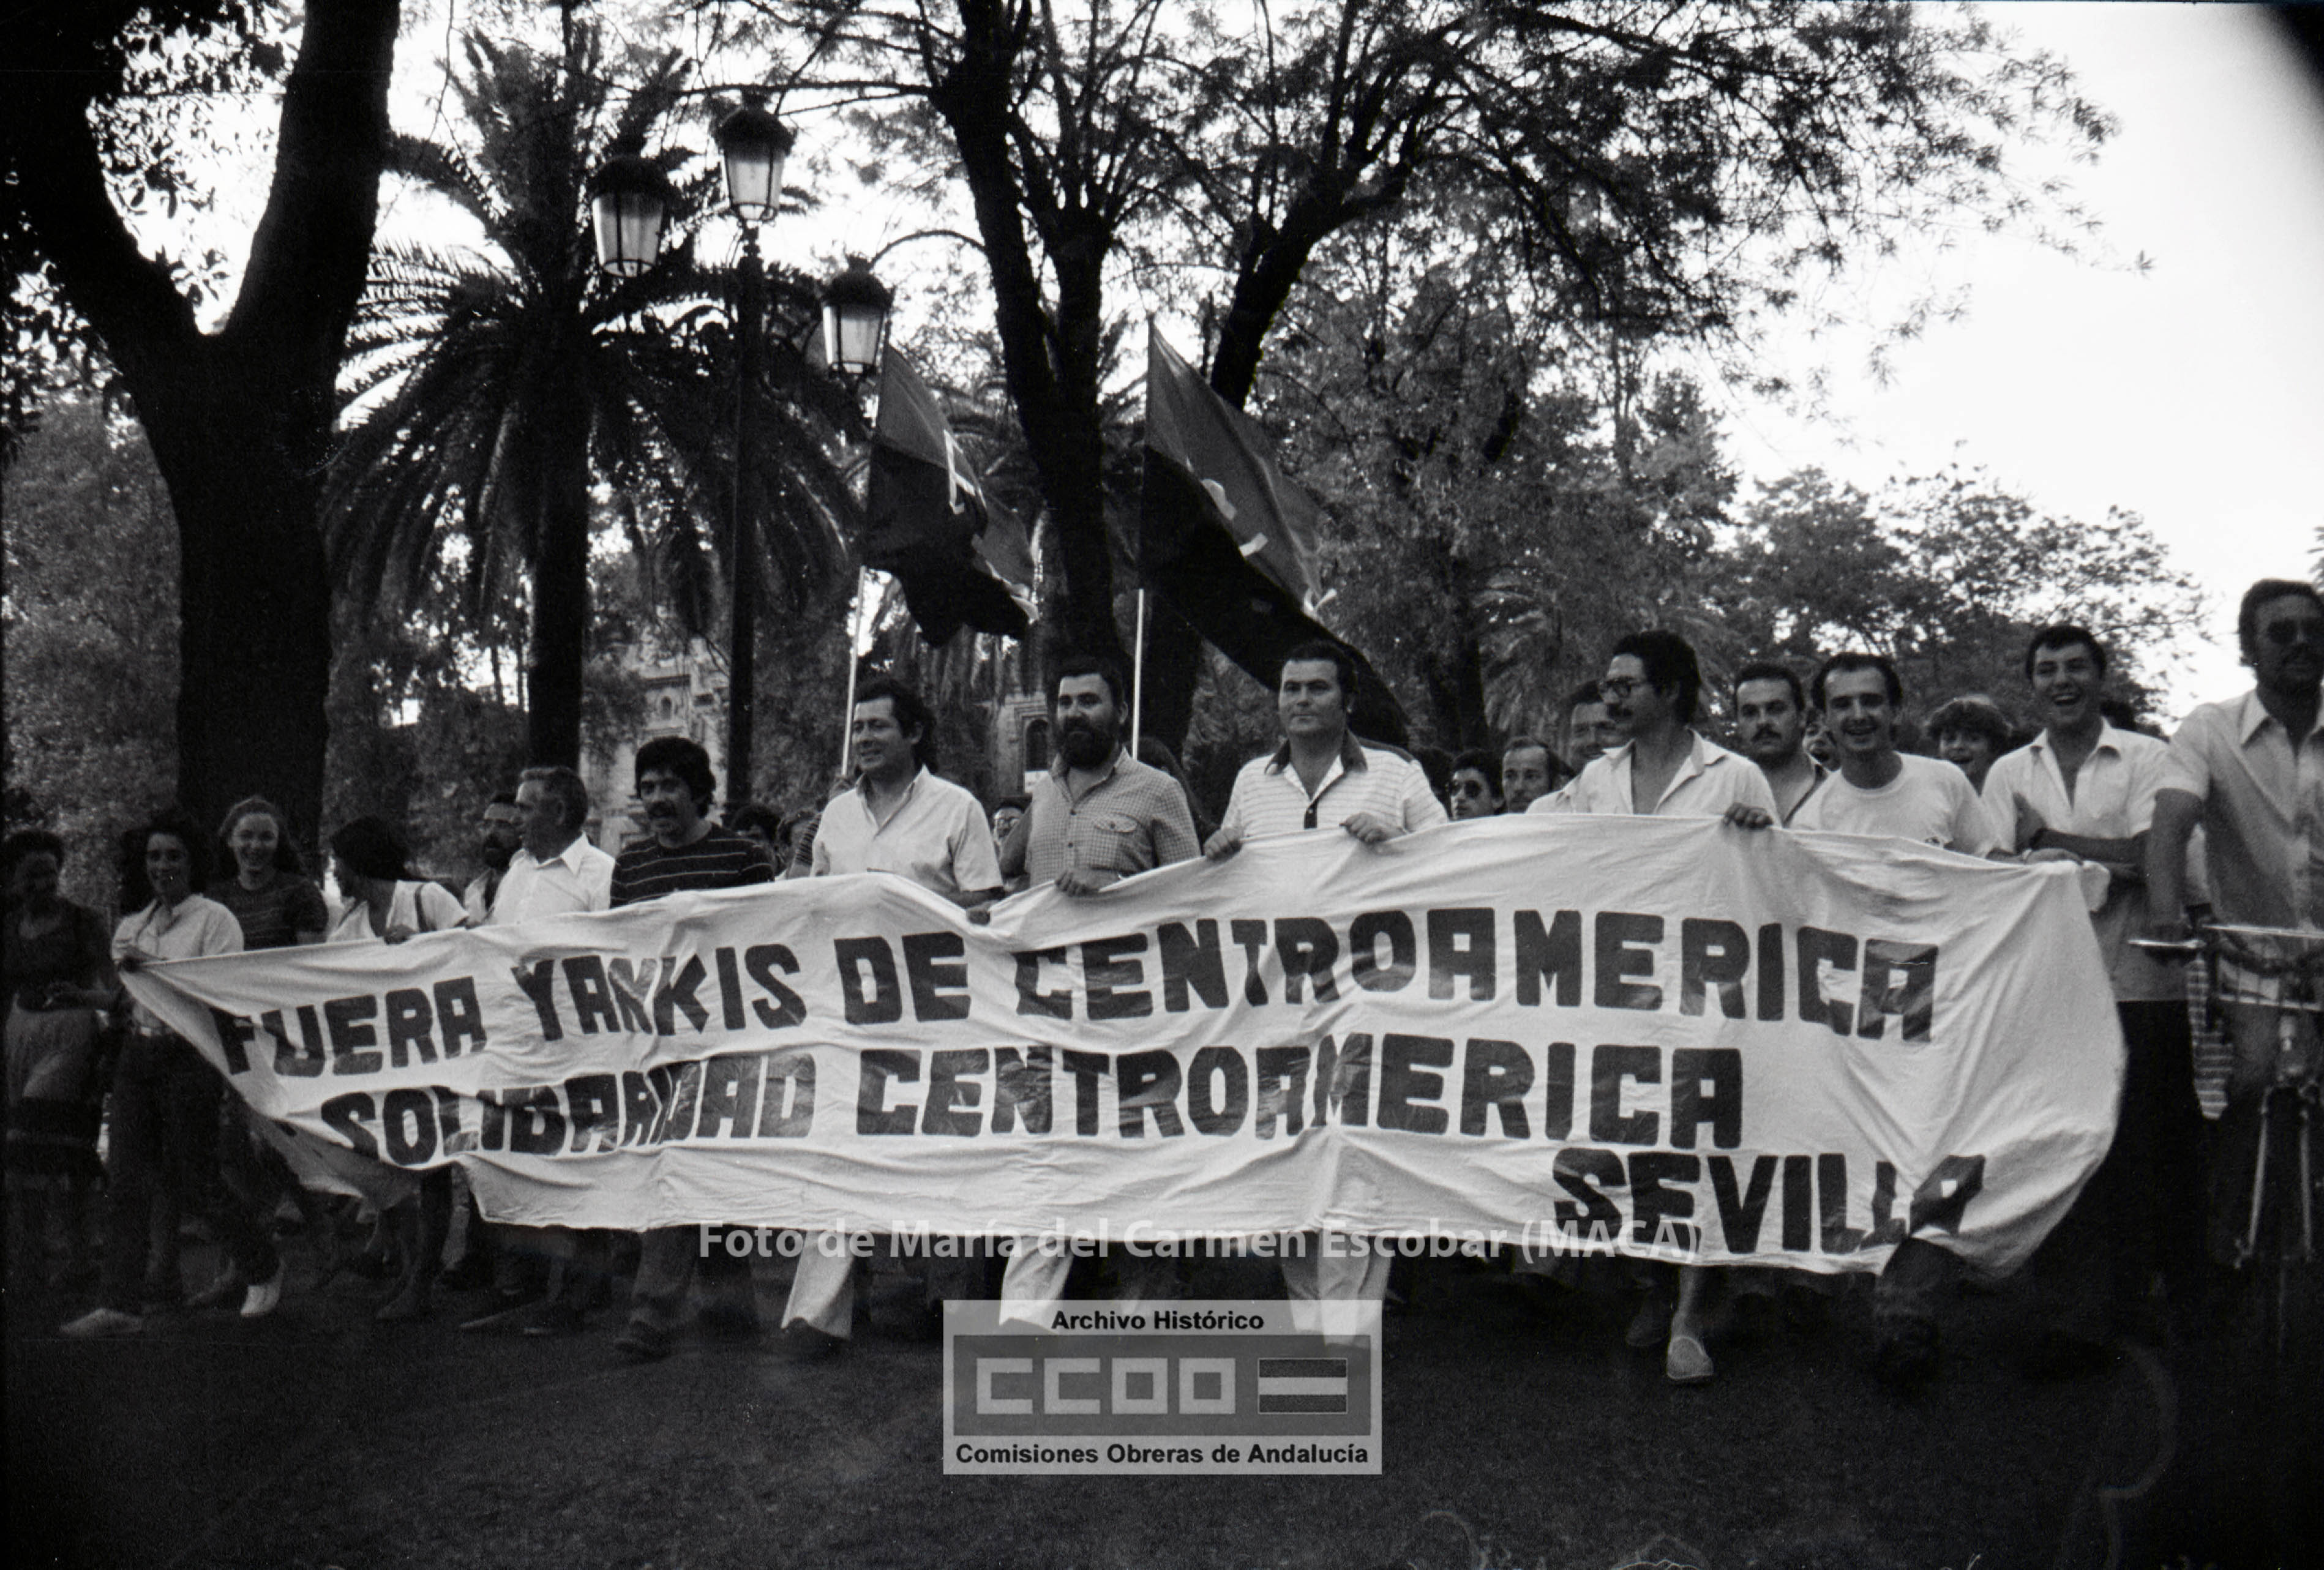 FUERA YANKIS DE CENTROAMERICA
SOLIDARIDAD CENTROAMERICA
SEVILLA
Foto de María del Carmen Escobar (MACA)
Archivo Histórico
CCOO
Comisiones Obreras de Andalucía